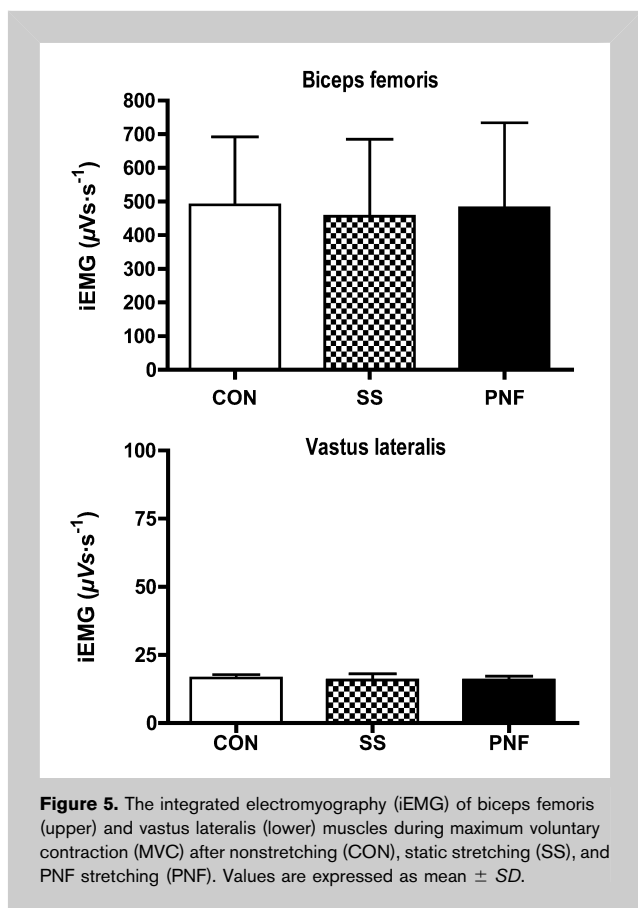 Biceps femoris
800
700
600
500
400
300
200
100
0
iEMG (µVs·s⁻¹)
CON SS PNF
Vastus lateralis
100
75
50
25
0
iEMG (µVs·s⁻¹)
CON SS PNF
Figure 5. The integrated electromyography (iEMG) of biceps femoris
(upper) and vastus lateralis (lower) muscles during maximum voluntary
contraction (MVC) after nonstretching (CON), static stretching (SS), and
PNF stretching (PNF). Values are expressed as mean ± SD.